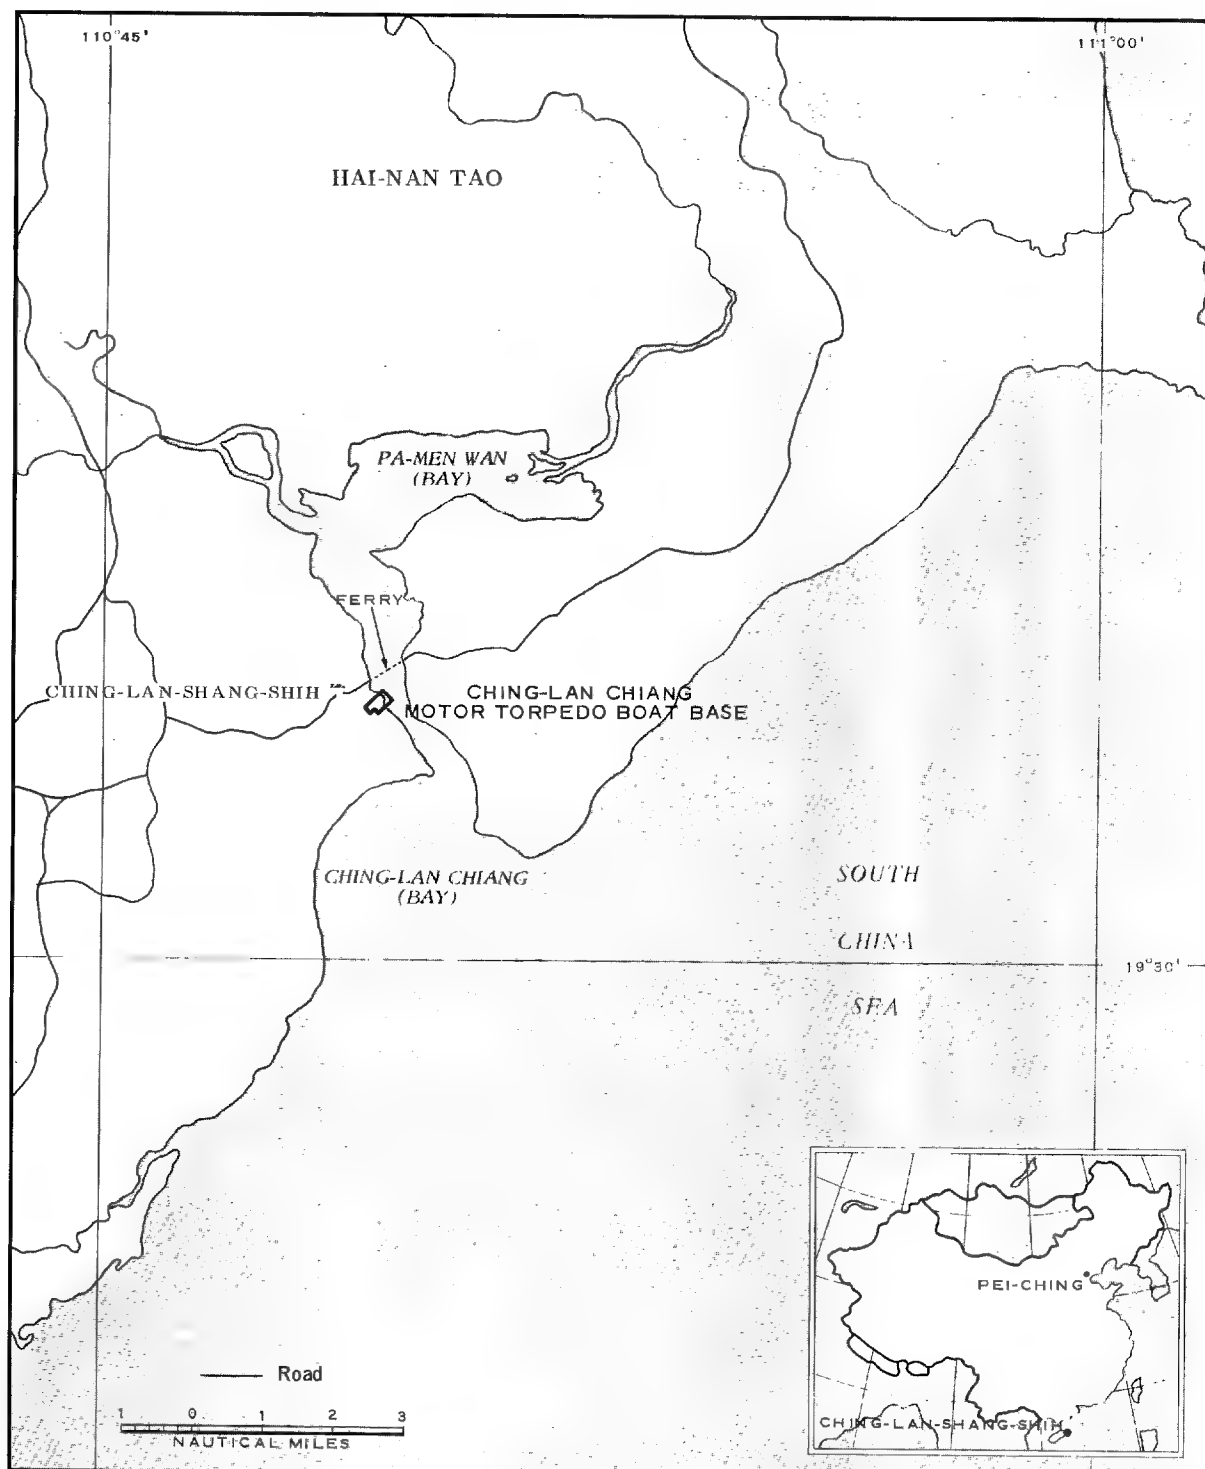 110°45'
111°00'
HAI-NAN TAO
PA-MEN WAN
(BAY)
FERRY
CHING-LAN-SHANG-SHIH
CHING-LAN CHIANG
MOTOR TORPEDO BOAT BASE
CHING-LAN CHIANG
(BAY)
SOUTH
CHINA
SEA
19°30'
PEI-CHING
CHING-LAN-SHANG-SHIH
Road
1 0 1 2 3
NAUTICAL MILES